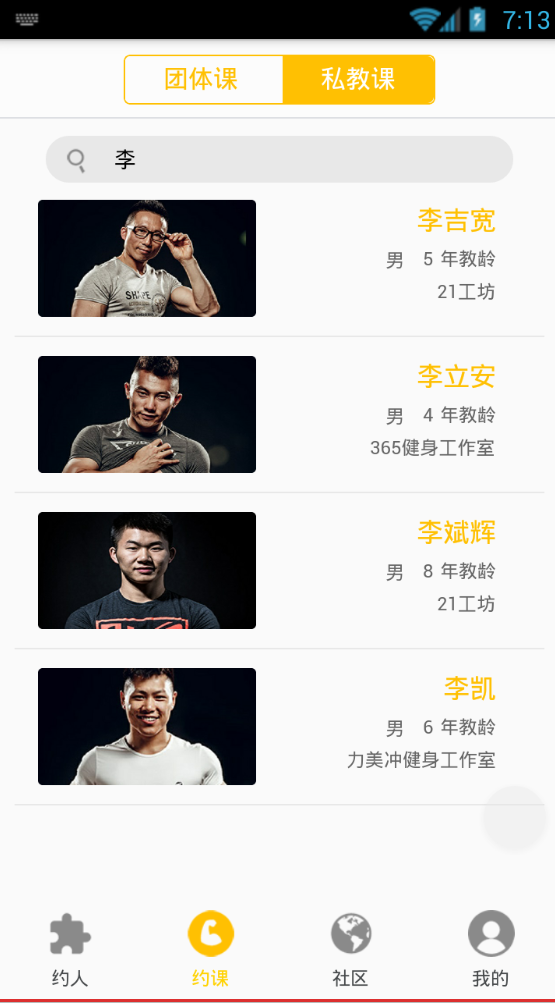 7:13
团体课 私教课
李
李吉宽
男 5 年教龄
21工坊
李立安
男 4 年教龄
365健身工作室
李斌辉
男 8 年教龄
21工坊
李凯
男 6 年教龄
力美冲健身工作室
约人 约课 社区 我的